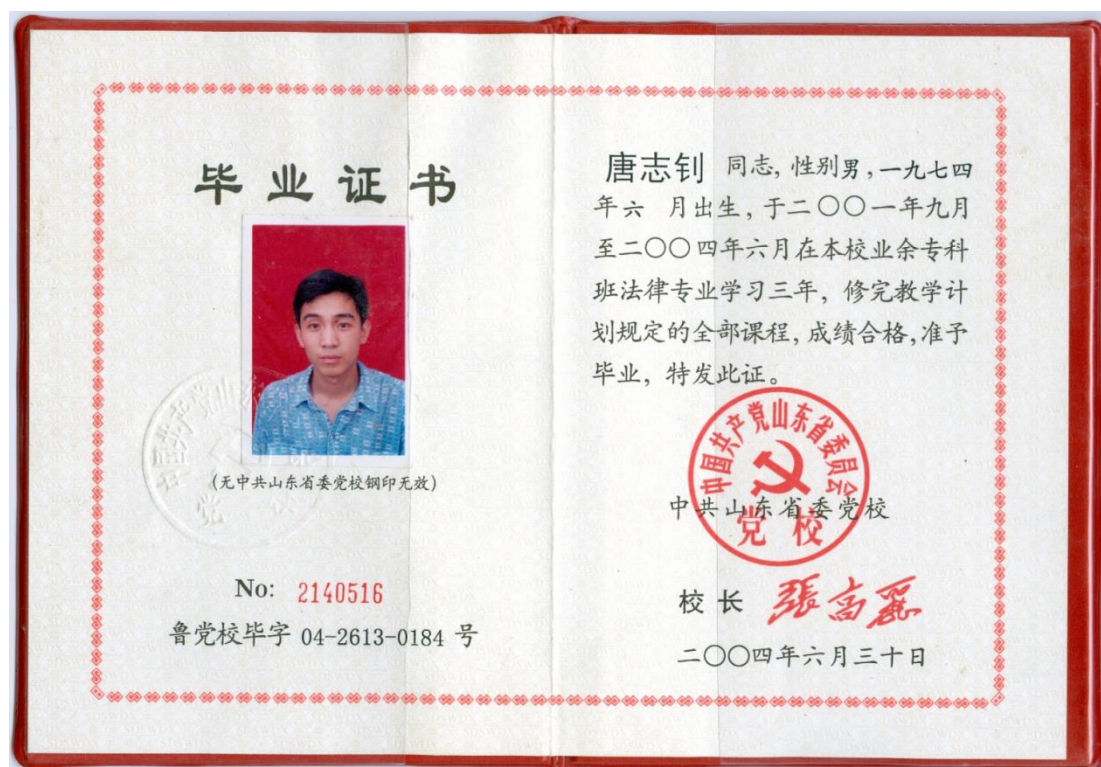 毕业证书
(无中共山东省委党校钢印无效)
No: 2140516
鲁党校毕字 04-2613-0184 号
唐志钊 同志, 性别男, 一九七四
年六 月出生, 于二〇〇一年九月
至二〇〇四年六月在本校业余专科
班法律专业学习三年, 修完教学计
划规定的全部课程, 成绩合格, 准予
毕业, 特发此证。
中国共产党山东省委员会
党校
中共山东省委党校
校长 張高麗
二〇〇四年六月三十日